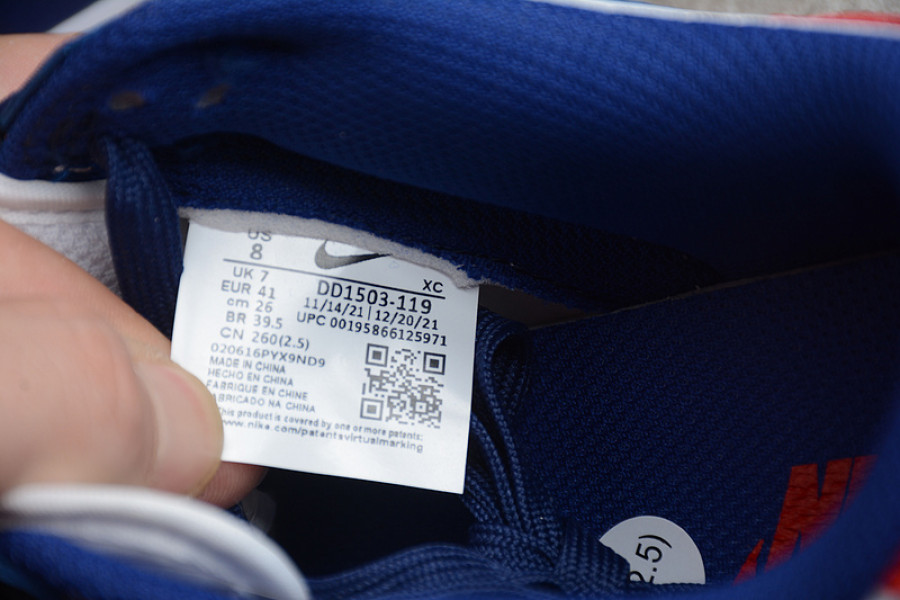 US
8
XC
UK 7
EUR 41
cm 26
BR 39.5
CN 260(2.5)
DD1503-119
11/14/21 | 12/20/21
UPC 00195866125971
020616PYX9ND9
MADE IN CHINA
HECHO EN CHINA
FABRIQUE EN CHINE
FABRICADO NA CHINA
This product is covered by one or more patents:
www.nike.com/patentsvirtualmarking
2.5)